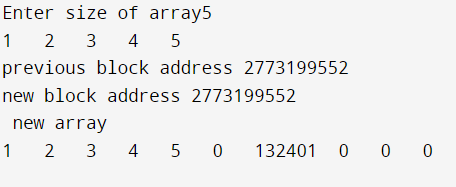 Enter size of array5
1 2 3 4 5
previous block address 2773199552
new block address 2773199552
new array
1 2 3 4 5 0 132401 0 0 0